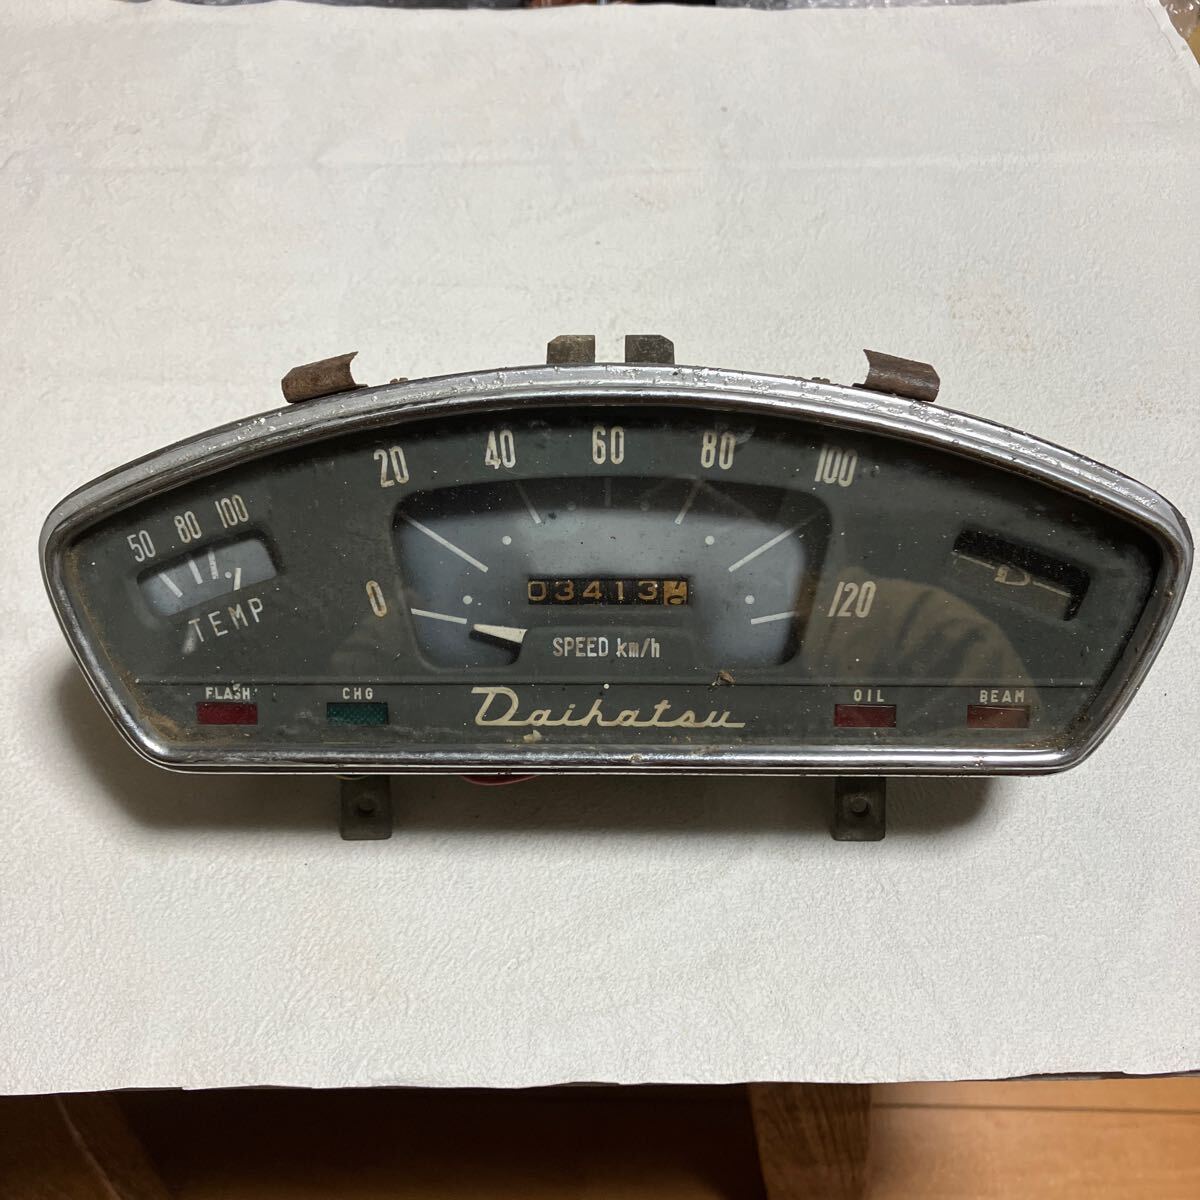 20 40 60 80 100
50 80 100
0 120
03413
TEMP
SPEED km/h
FLASH CHG OIL BEAM
Daihatsu